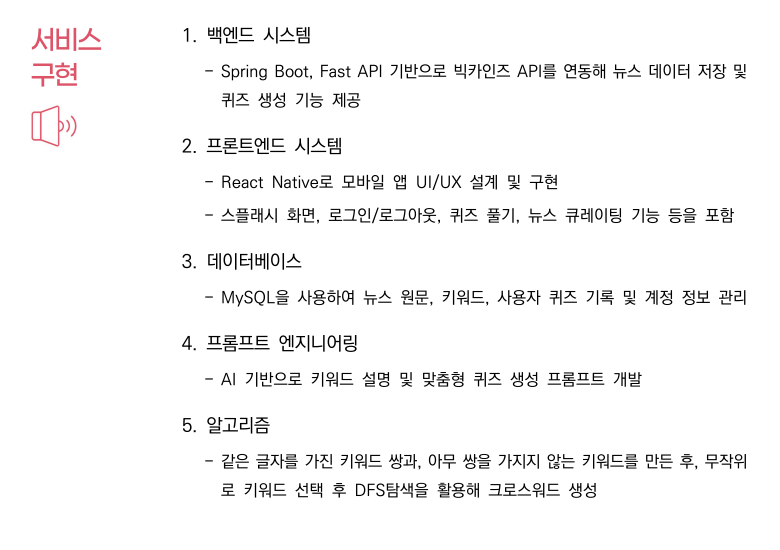 서비스
구현
1. 백엔드 시스템
– Spring Boot, Fast API 기반으로 빅카인즈 API를 연동해 뉴스 데이터 저장 및
퀴즈 생성 기능 제공
2. 프론트엔드 시스템
– React Native로 모바일 앱 UI/UX 설계 및 구현
– 스플래시 화면, 로그인/로그아웃, 퀴즈 풀기, 뉴스 큐레이팅 기능 등을 포함
3. 데이터베이스
– MySQL을 사용하여 뉴스 원문, 키워드, 사용자 퀴즈 기록 및 계정 정보 관리
4. 프롬프트 엔지니어링
– AI 기반으로 키워드 설명 및 맞춤형 퀴즈 생성 프롬프트 개발
5. 알고리즘
– 같은 글자를 가진 키워드 쌍과, 아무 쌍을 가지지 않는 키워드를 만든 후, 무작위
로 키워드 선택 후 DFS탐색을 활용해 크로스워드 생성